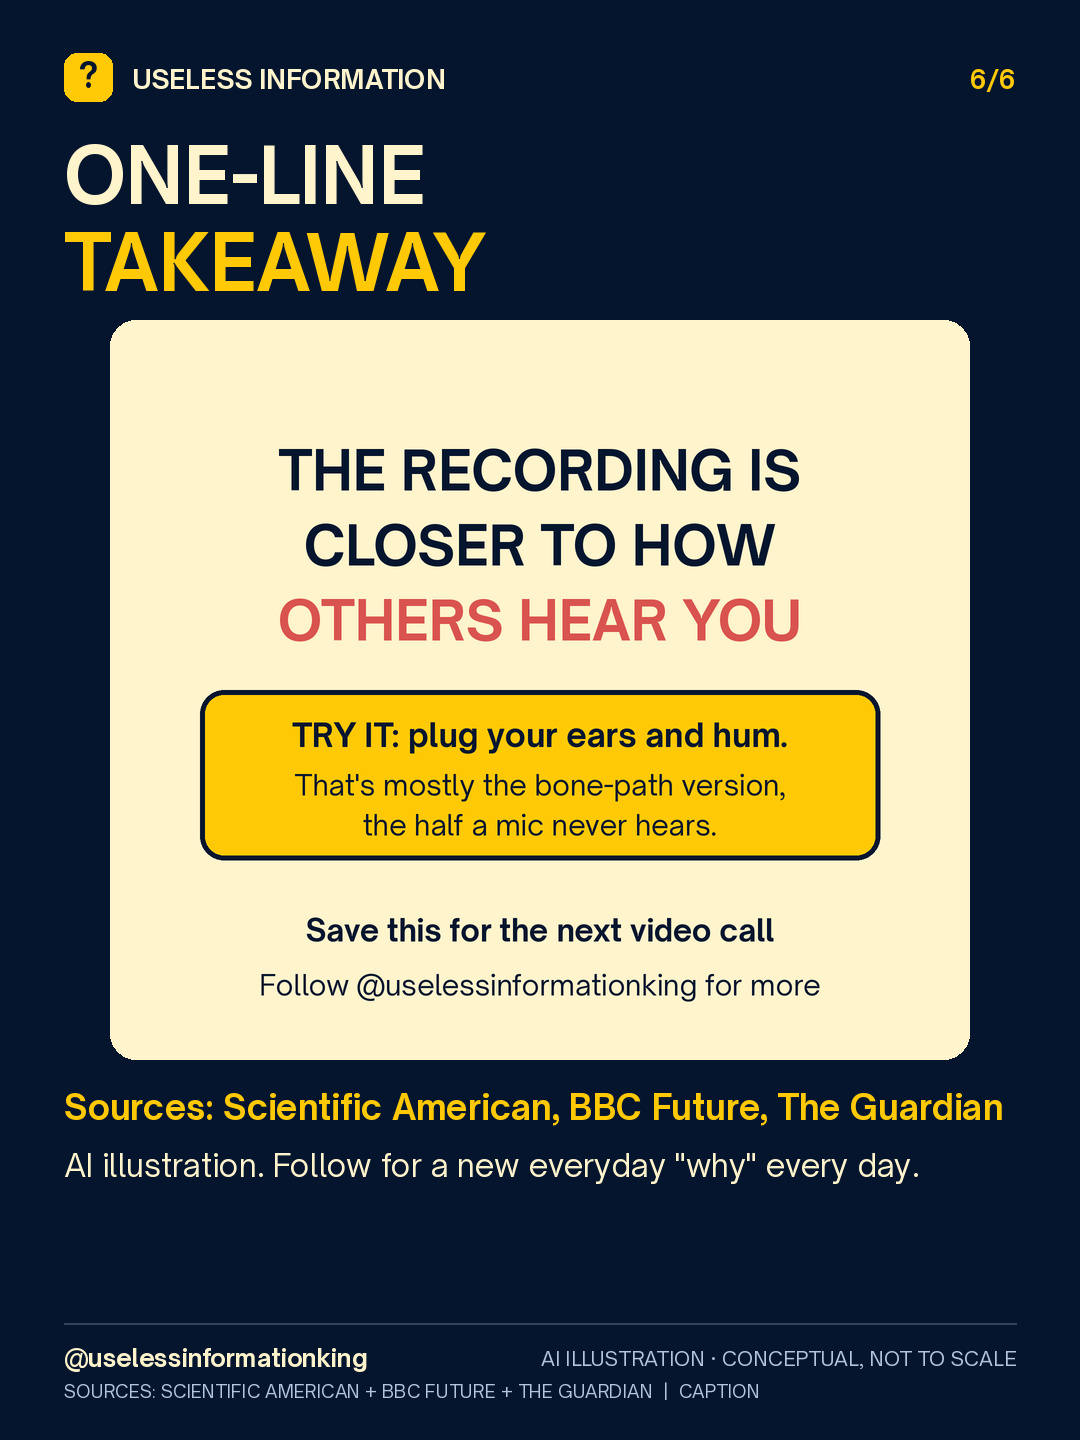 ?
USELESS INFORMATION
6/6
ONE-LINE
TAKEAWAY
THE RECORDING IS
CLOSER TO HOW
OTHERS HEAR YOU
TRY IT: plug your ears and hum.
That's mostly the bone-path version,
the half a mic never hears.
Save this for the next video call
Follow @uselessinformationking for more
Sources: Scientific American, BBC Future, The Guardian
AI illustration. Follow for a new everyday "why" every day.
@uselessinformationking
AI ILLUSTRATION · CONCEPTUAL, NOT TO SCALE
SOURCES: SCIENTIFIC AMERICAN + BBC FUTURE + THE GUARDIAN | CAPTION